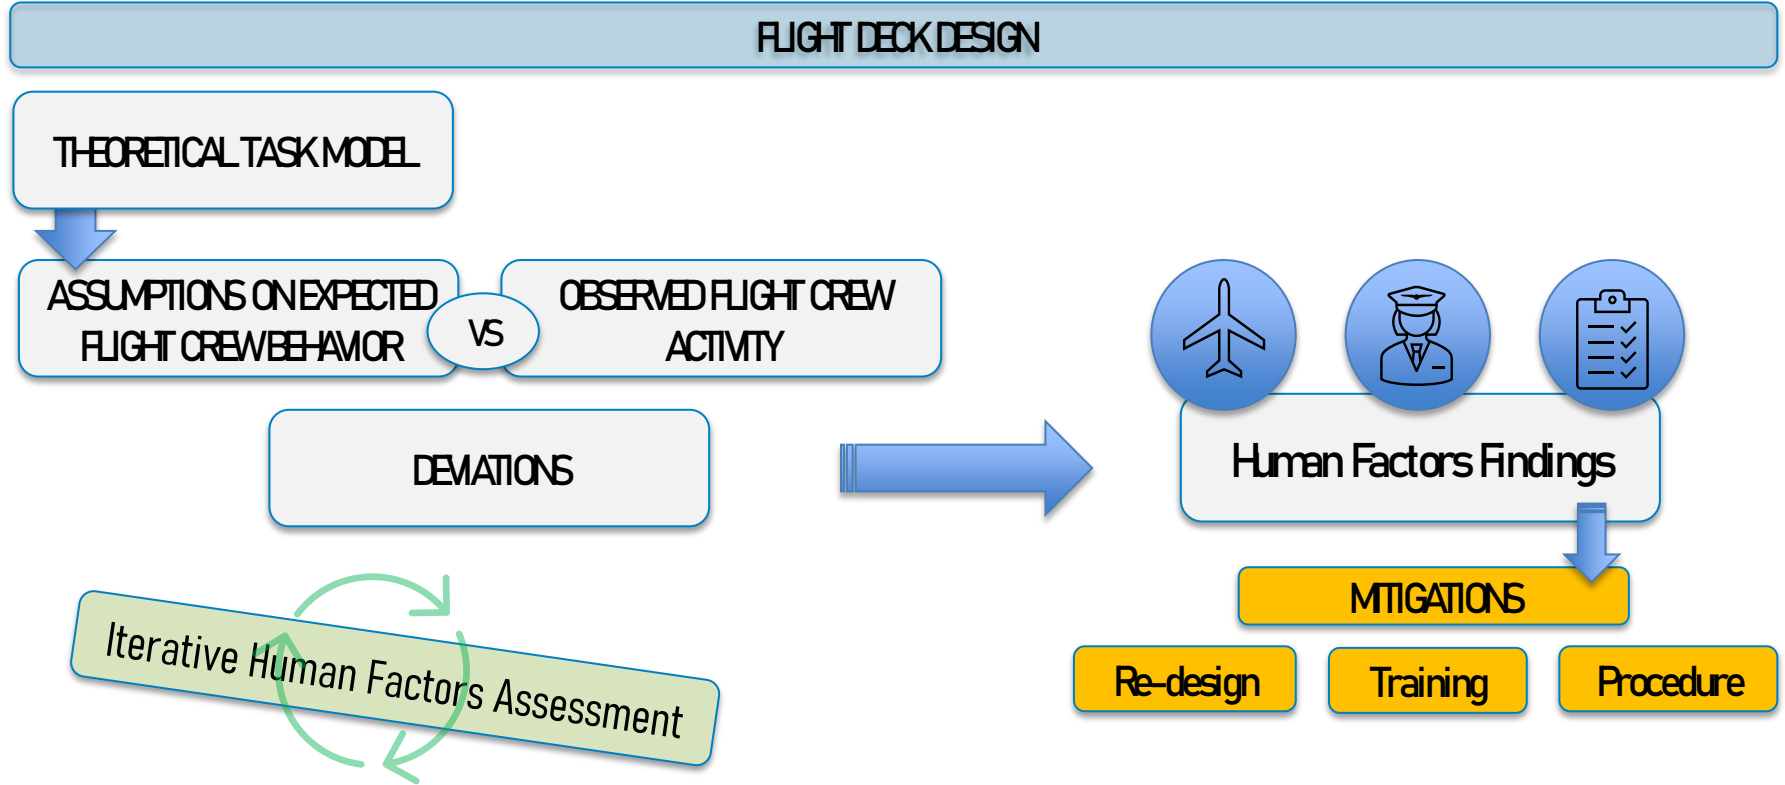 FLIGHT DECK DESIGN
THEORETICAL TASK MODEL
ASSUMPTIONS ON EXPECTED
FLIGHT CREW BEHAVIOR
VS
OBSERVED FLIGHT CREW
ACTIVITY
DEVIATIONS
Human Factors Findings
MITIGATIONS
Re-design
Training
Procedure
Iterative Human Factors Assessment